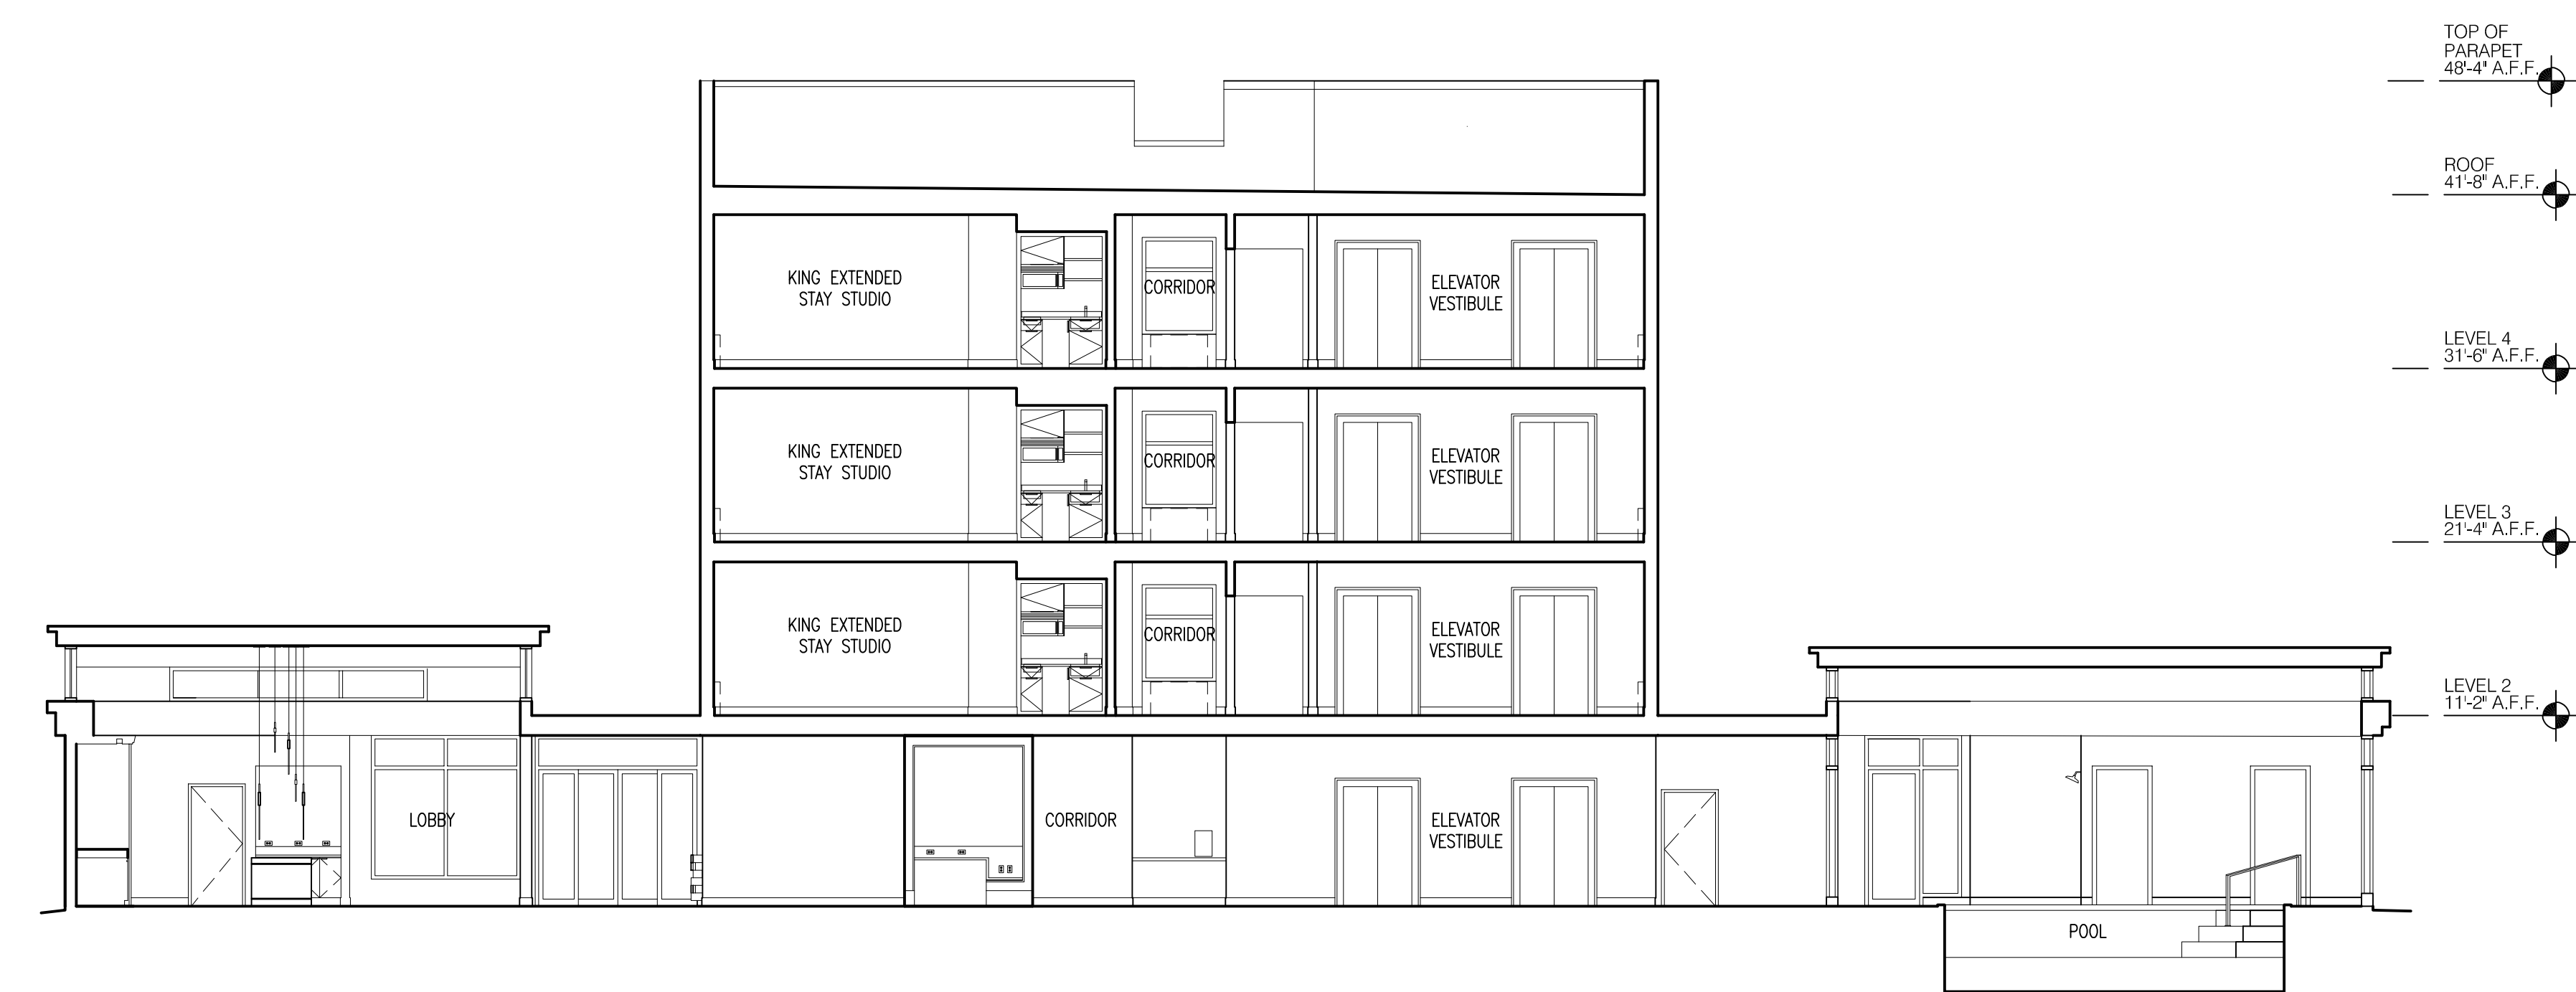 TOP OF
PARAPET
48'-4" A.F.F.
ROOF
41'-8" A.F.F.
KING EXTENDED
STAY STUDIO
CORRIDOR
ELEVATOR
VESTIBULE
LEVEL 4
31'-6" A.F.F.
KING EXTENDED
STAY STUDIO
CORRIDOR
ELEVATOR
VESTIBULE
LEVEL 3
21'-4" A.F.F.
KING EXTENDED
STAY STUDIO
CORRIDOR
ELEVATOR
VESTIBULE
LEVEL 2
11'-2" A.F.F.
LOBBY
CORRIDOR
ELEVATOR
VESTIBULE
POOL